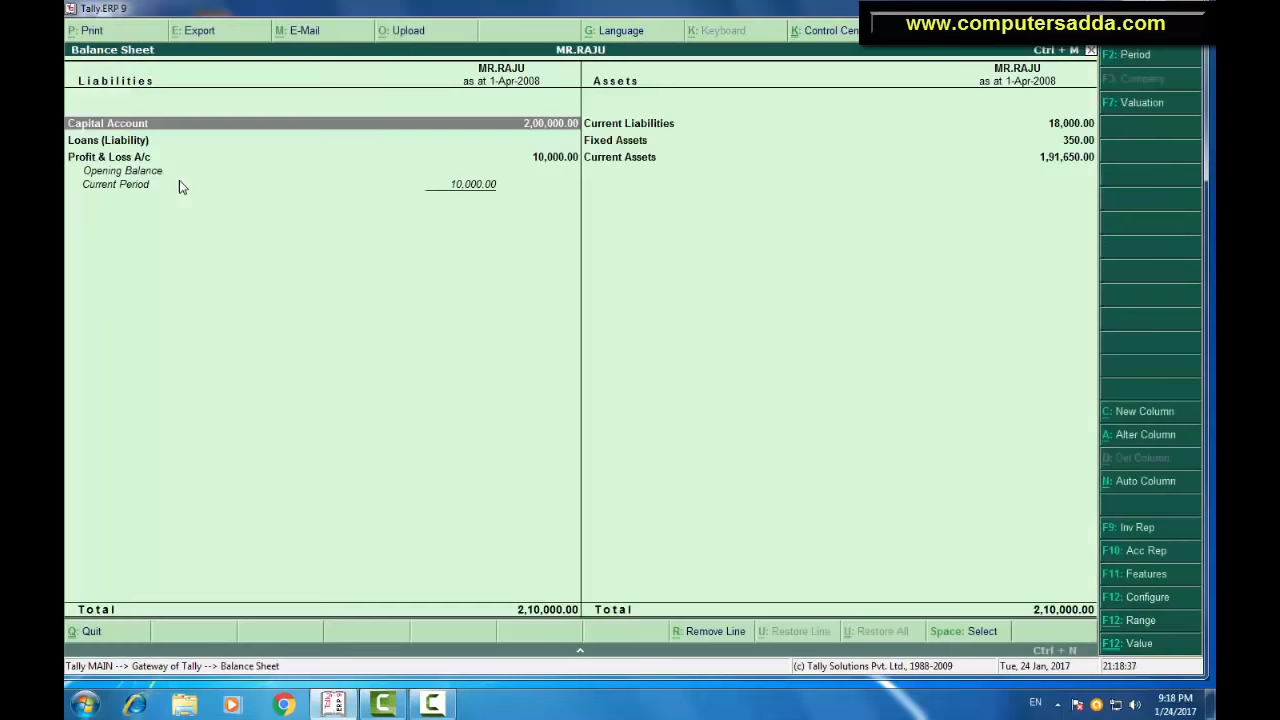 Tally.ERP 9
www.computersadda.com
P: Print E: Export M: E-Mail O: Upload G: Language K: Keyboard K: Control Cen
Balance Sheet MR.RAJU Ctrl + M
F2: Period
Liabilities MR.RAJU as at 1-Apr-2008 Assets MR.RAJU as at 1-Apr-2008
F3: Company
F7: Valuation
Capital Account 2,00,000.00 Current Liabilities 18,000.00
Loans (Liability) Fixed Assets 350.00
Profit & Loss A/c 10,000.00 Current Assets 1,91,650.00
Opening Balance
Current Period 10,000.00
C: New Column
A: Alter Column
D: Del Column
N: Auto Column
F9: Inv Rep
F10: Acc Rep
F11: Features
F12: Configure
F12: Range
F12: Value
Total 2,10,000.00 Total 2,10,000.00
Q: Quit R: Remove Line U: Restore Line U: Restore All Space: Select
Ctrl + N
Tally MAIN --> Gateway of Tally --> Balance Sheet (c) Tally Solutions Pvt. Ltd., 1988-2009 Tue, 24 Jan, 2017 21:18:37
EN 9:18 PM
1/24/2017